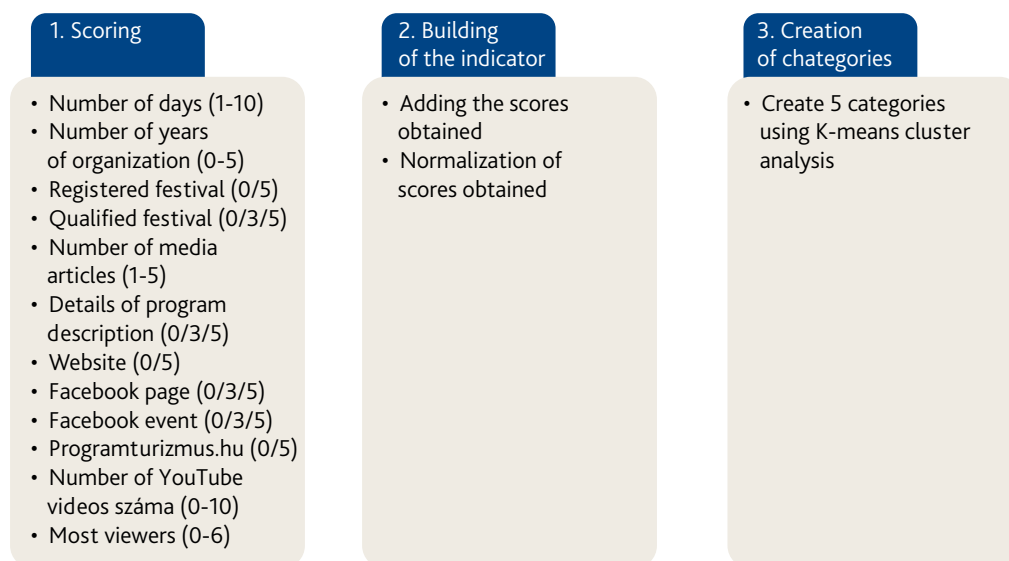 1. Scoring
• Number of days (1-10)
• Number of years
of organization (0-5)
• Registered festival (0/5)
• Qualified festival (0/3/5)
• Number of media
articles (1-5)
• Details of program
description (0/3/5)
• Website (0/5)
• Facebook page (0/3/5)
• Facebook event (0/3/5)
• Programturizmus.hu (0/5)
• Number of YouTube
videos száma (0-10)
• Most viewers (0-6)
2. Building
of the indicator
• Adding the scores
obtained
• Normalization of
scores obtained
3. Creation
of chategories
• Create 5 categories
using K-means cluster
analysis